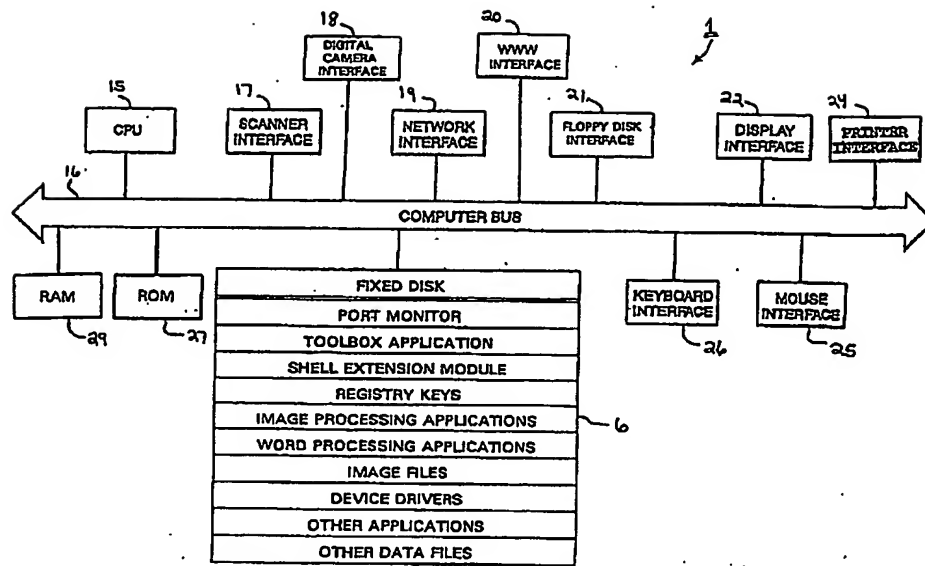 18
DIGITAL
CAMERA
INTERFACE
20
WWW
INTERFACE
1
15
CPU
17
SCANNER
INTERFACE
19
NETWORK
INTERFACE
21
FLOPPY DISK
INTERFACE
22
DISPLAY
INTERFACE
24
PRINTER
INTERFACE
16
COMPUTER BUS
RAM
29
ROM
27
FIXED DISK
PORT MONITOR
TOOLBOX APPLICATION
SHELL EXTENSION MODULE
REGISTRY KEYS
IMAGE PROCESSING APPLICATIONS
WORD PROCESSING APPLICATIONS
IMAGE FILES
DEVICE DRIVERS
OTHER APPLICATIONS
OTHER DATA FILES
6
KEYBOARD
INTERFACE
26
MOUSE
INTERFACE
25